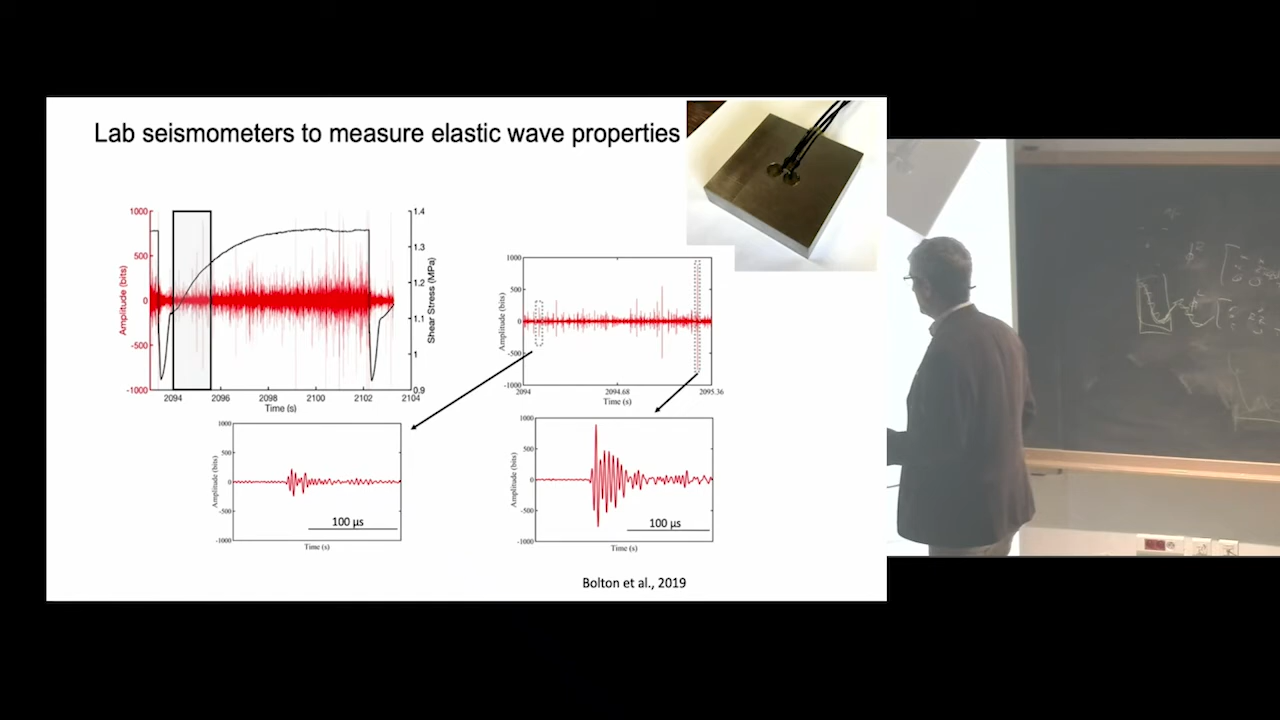 Lab seismometers to measure elastic wave properties
1000
500
0
-500
-1000
Amplitude (bits)
1.4
1.3
1.2
1.1
1
0.9
Shear Stress (MPa)
2094 2096 2098 2100 2102 2104
Time (s)
1000
500
0
-500
-1000
Amplitude (bits)
2094 2094.68 2095.36
Time (s)
1000
500
0
-500
-1000
Amplitude (bits)
100 µs
Time (s)
1000
500
0
-500
-1000
Amplitude (bits)
100 µs
Time (s)
Bolton et al., 2019